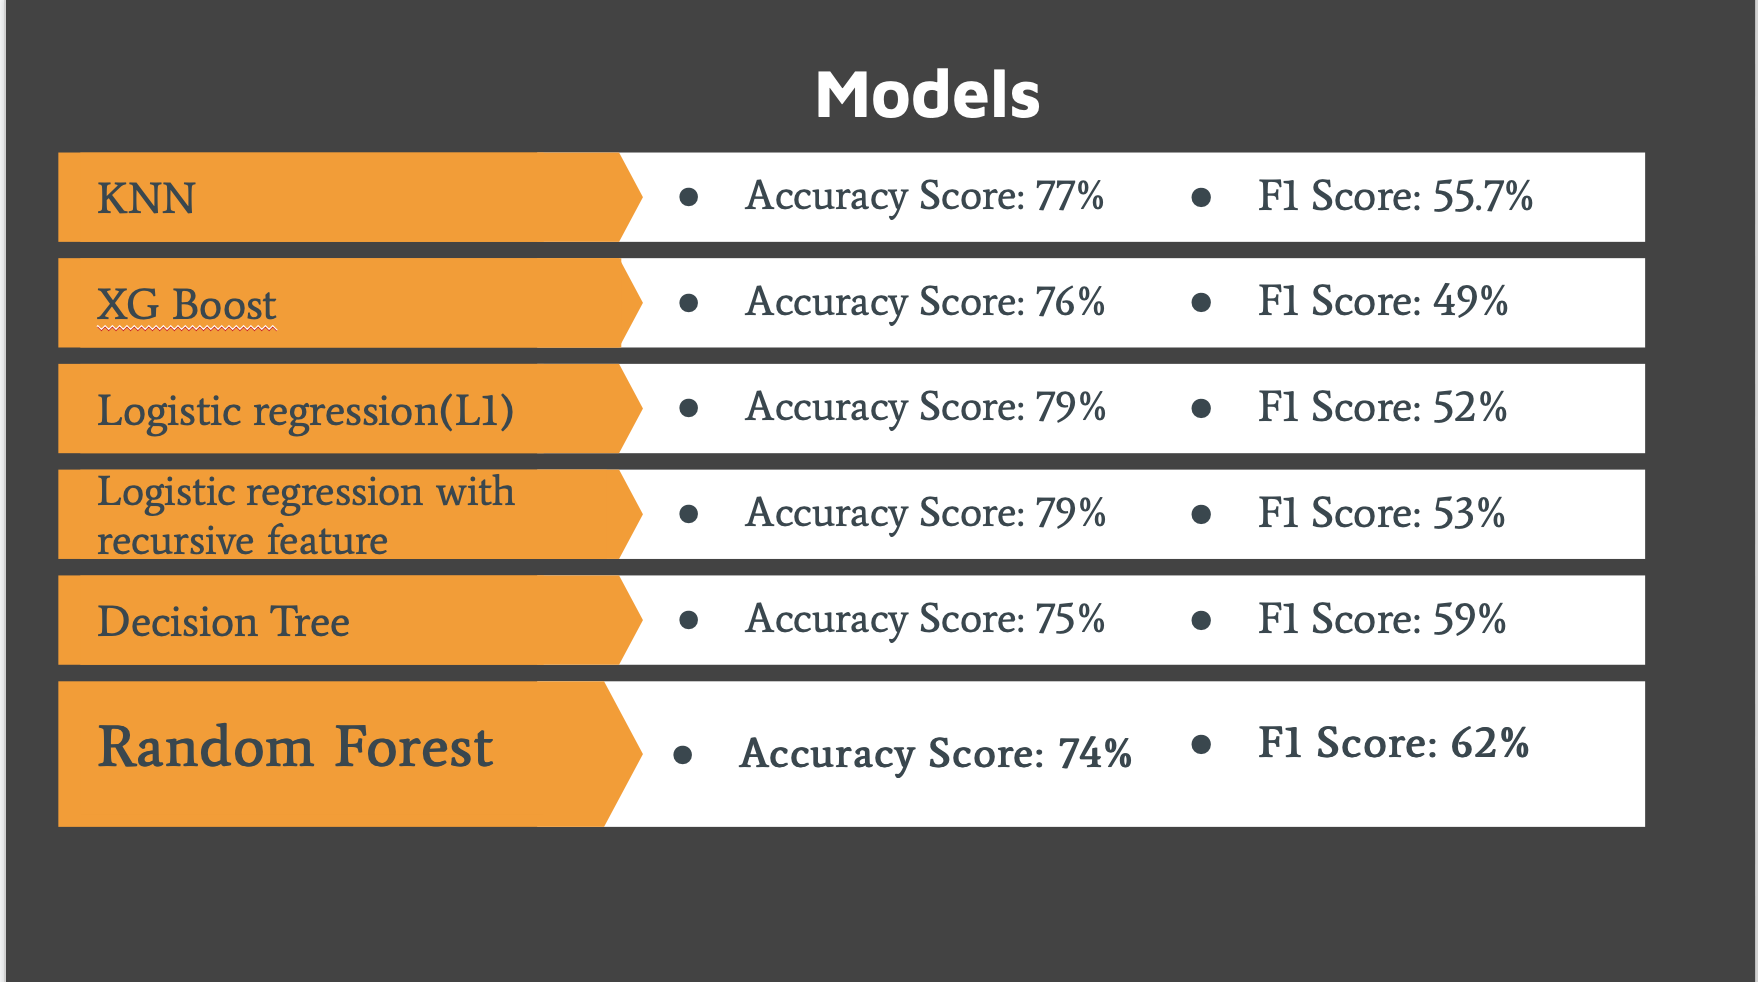 Models
KNN
● Accuracy Score: 77% ● F1 Score: 55.7%
XG Boost
● Accuracy Score: 76% ● F1 Score: 49%
Logistic regression(L1)
● Accuracy Score: 79% ● F1 Score: 52%
Logistic regression with
recursive feature
● Accuracy Score: 79% ● F1 Score: 53%
Decision Tree
● Accuracy Score: 75% ● F1 Score: 59%
Random Forest
● Accuracy Score: 74% ● F1 Score: 62%